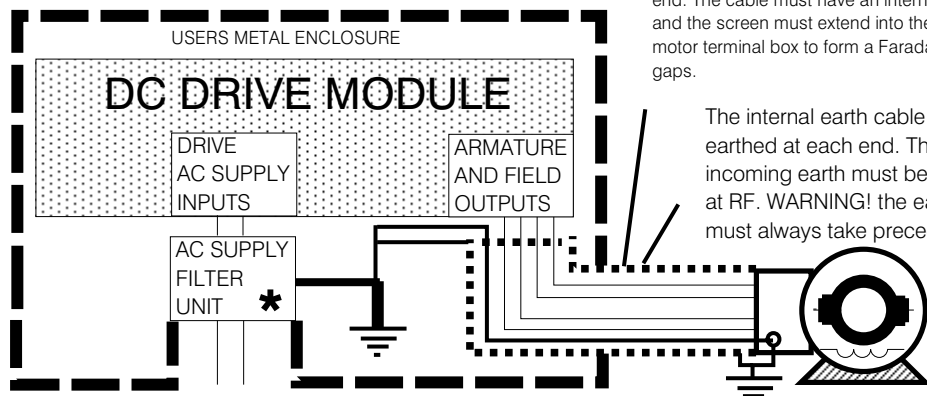 end. The cable must have an intern
and the screen must extend into the
motor terminal box to form a Farada
gaps.
USERS METAL ENCLOSURE
DC DRIVE MODULE
DRIVE
AC SUPPLY
INPUTS
ARMATURE
AND FIELD
OUTPUTS
The internal earth cable
earthed at each end. Th
incoming earth must be
at RF. WARNING! the ea
must always take prece
AC SUPPLY
FILTER
UNIT *